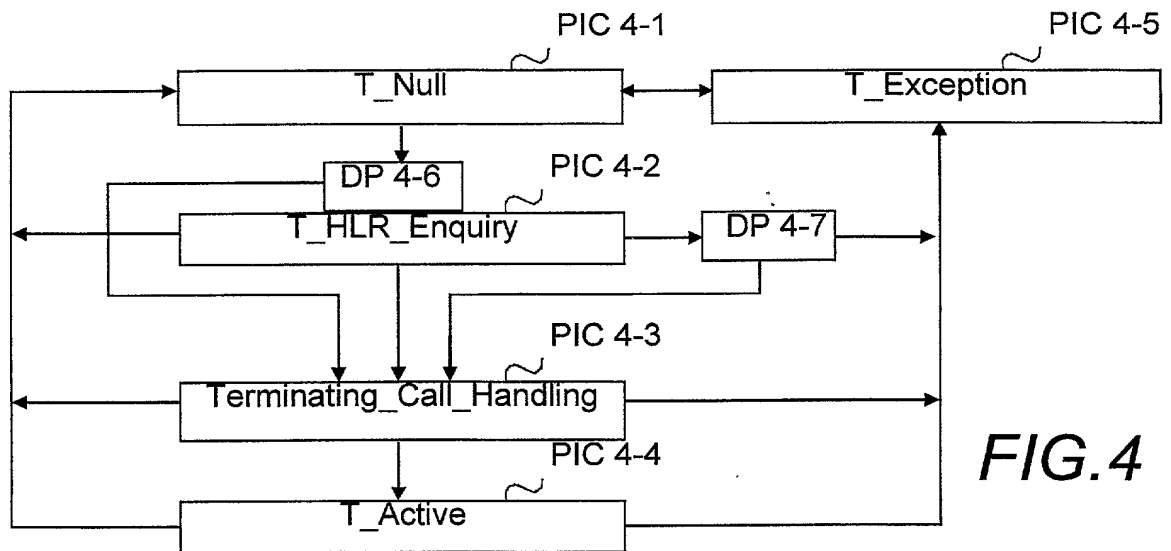 PIC 4-1
PIC 4-5
T_Null
T_Exception
DP 4-6
PIC 4-2
T_HLR_Enquiry
DP 4-7
PIC 4-3
Terminating_Call_Handling
PIC 4-4
FIG.4
T_Active